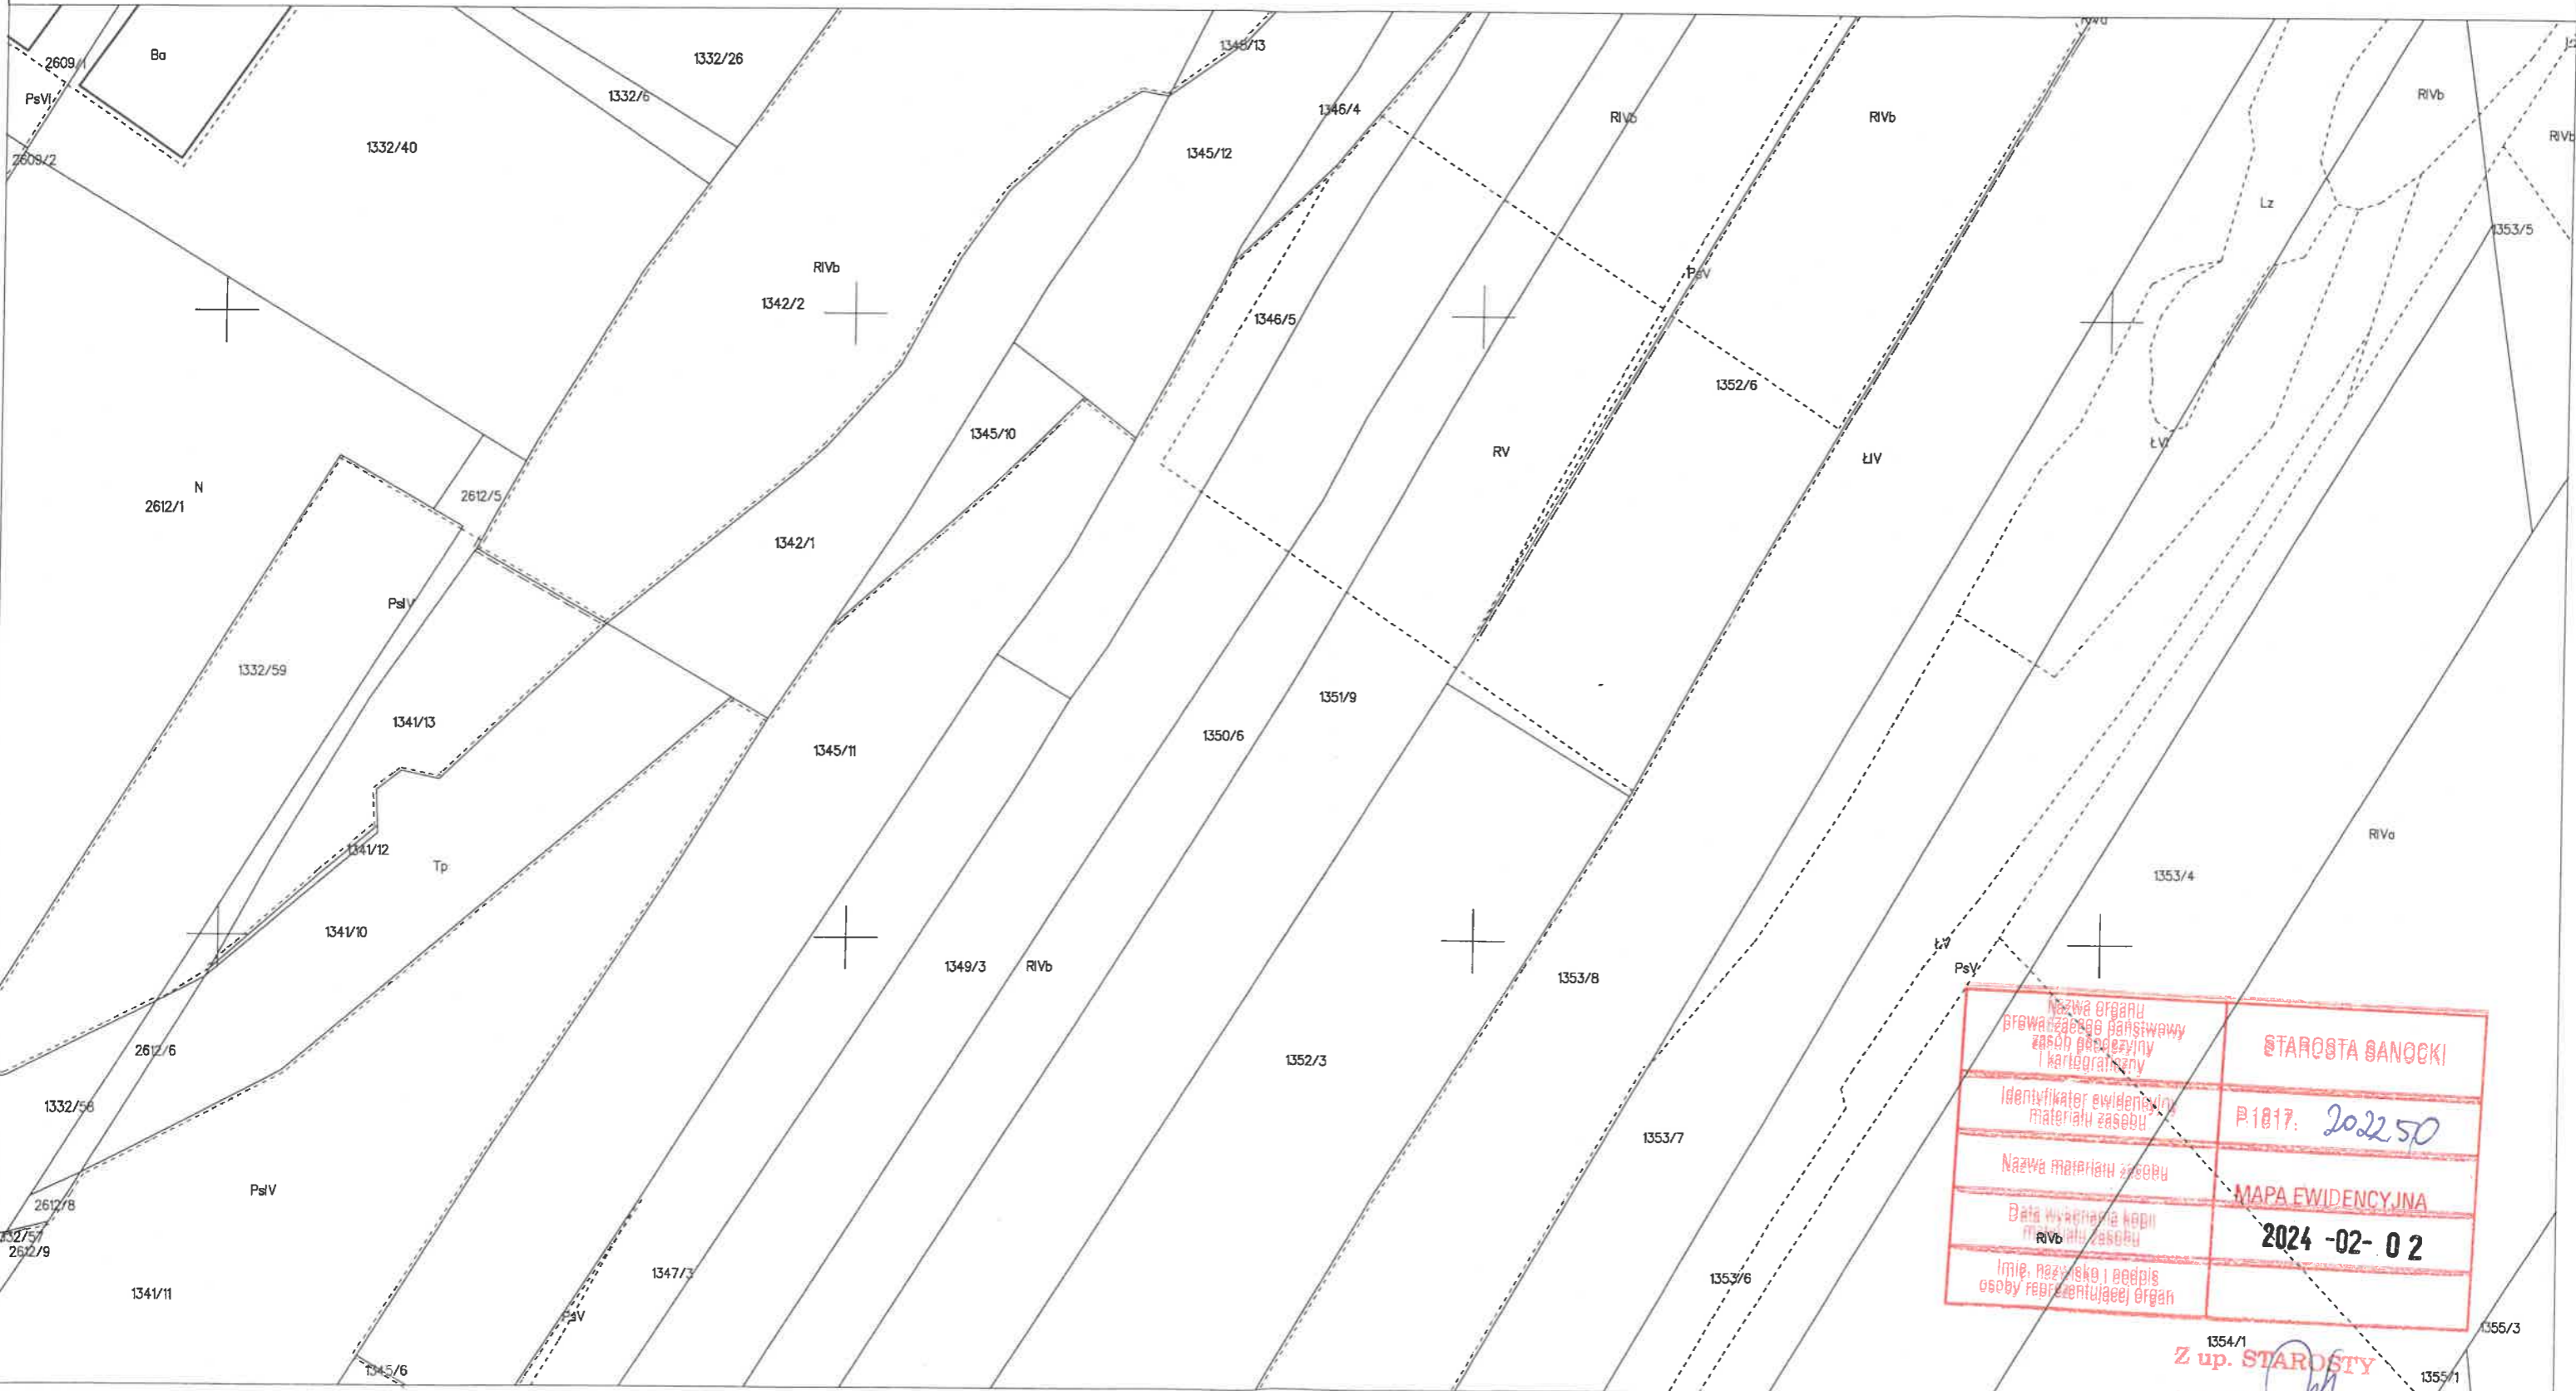 2609/1
Ba
1332/26
1345/13
RIVa
PsVI
1332/6
1346/4
RIVb
RIVb
RIVb
RIVb
2609/2
1332/40
1345/12
Lz
1353/5
RIVb
1342/2
PsV
1346/5
1352/6
1345/10
RV
ŁIV
ŁVI
N
2612/1
2612/5
1342/1
PsIV
1332/59
1351/9
1341/13
1345/11
1350/6
RIVa
1341/12
Tp
1353/4
1341/10
ŁV
1349/3
RIVb
PsV
1353/8
2612/6
1352/3
1332/58
1353/7
PsIV
2612/8
2612/9
1341/11
1347/3
1353/6
PsV
1345/6
Nazwa organu
prowadzącego państwowy
zasób geodezyjny
i kartograficzny
STAROSTA SANOCKI
Identyfikator ewidencyjny
materiału zasobu
P.1817. 202250
Nazwa materiału zasobu
MAPA EWIDENCYJNA
Data wykonania kopii
materiału zasobu
RIVb
2024 -02- 02
Imię, nazwisko i podpis
osoby reprezentującej organ
1354/1
1355/3
Z up. STAROSTY
1355/1